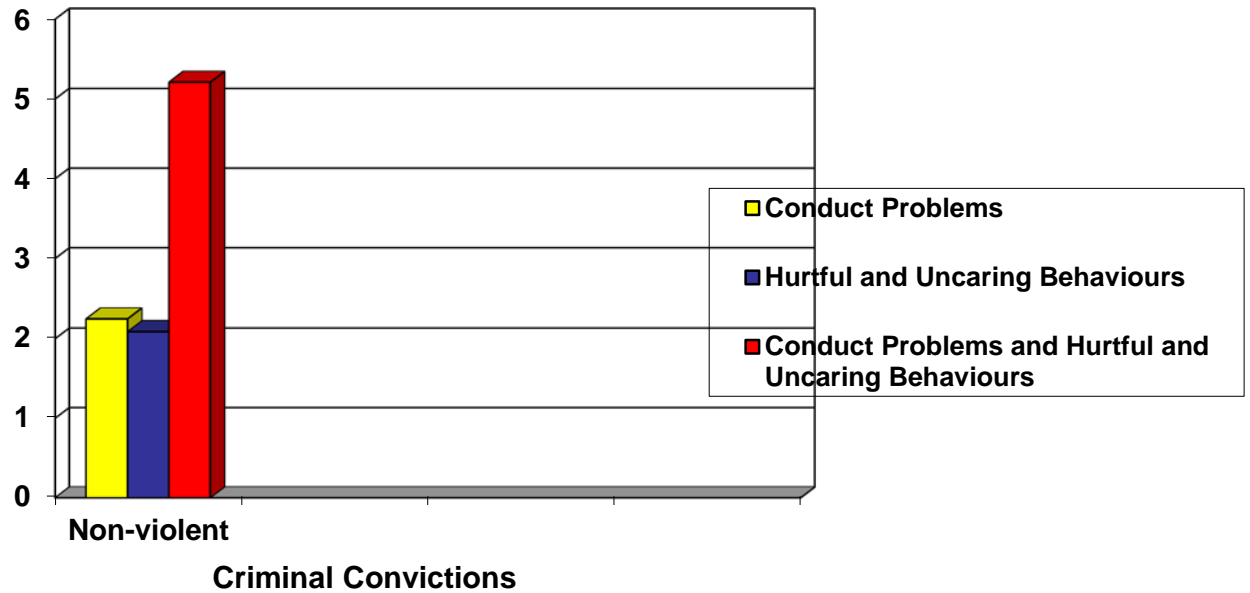 6
5
4
3
2
1
0
Non-violent
Criminal Convictions
Conduct Problems
Hurtful and Uncaring Behaviours
Conduct Problems and Hurtful and
Uncaring Behaviours